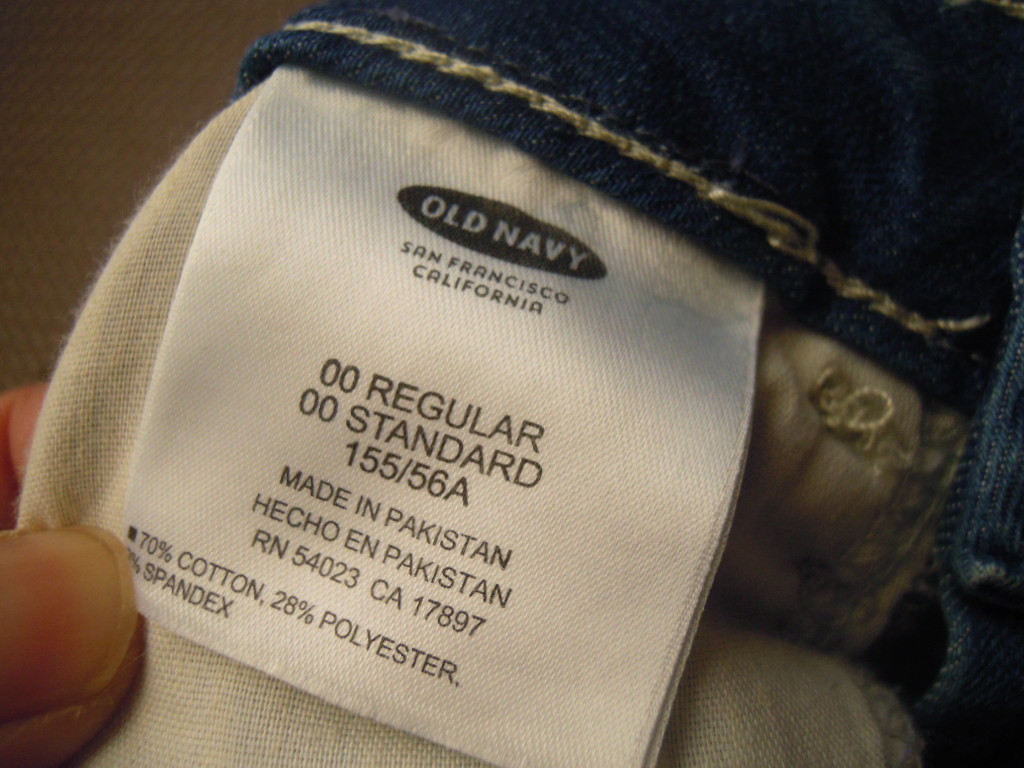 OLD NAVY
SAN FRANCISCO
CALIFORNIA
00 REGULAR
00 STANDARD
155/56A
MADE IN PAKISTAN
HECHO EN PAKISTAN
RN 54023 CA 17897
■70% COTTON, 28% POLYESTER.
% SPANDEX